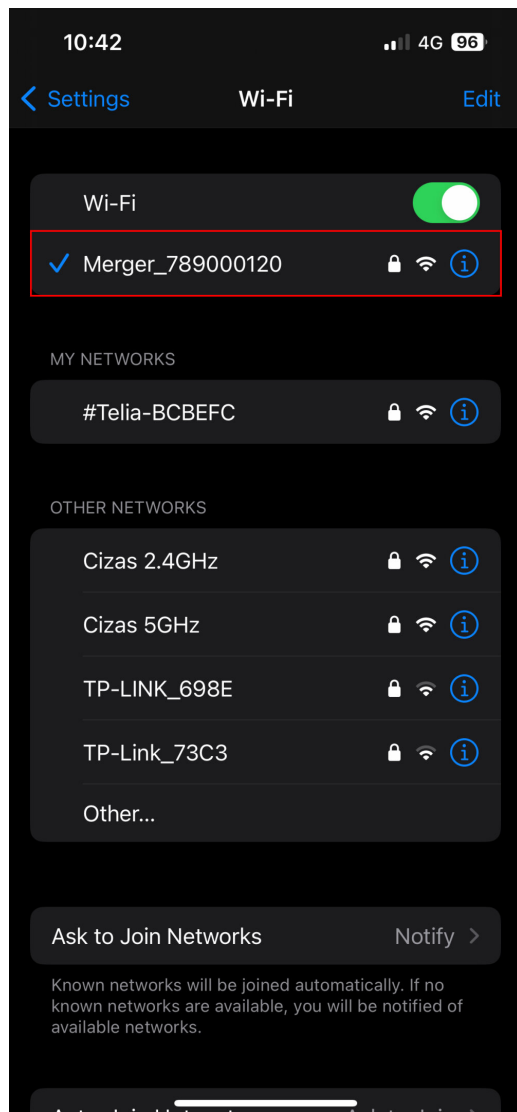 10:42
4G 96
Settings Wi-Fi Edit
Wi-Fi
Merger_789000120
MY NETWORKS
#Telia-BCBEFC
OTHER NETWORKS
Cizas 2.4GHz
Cizas 5GHz
TP-LINK_698E
TP-Link_73C3
Other...
Ask to Join Networks Notify
Known networks will be joined automatically. If no
known networks are available, you will be notified of
available networks.